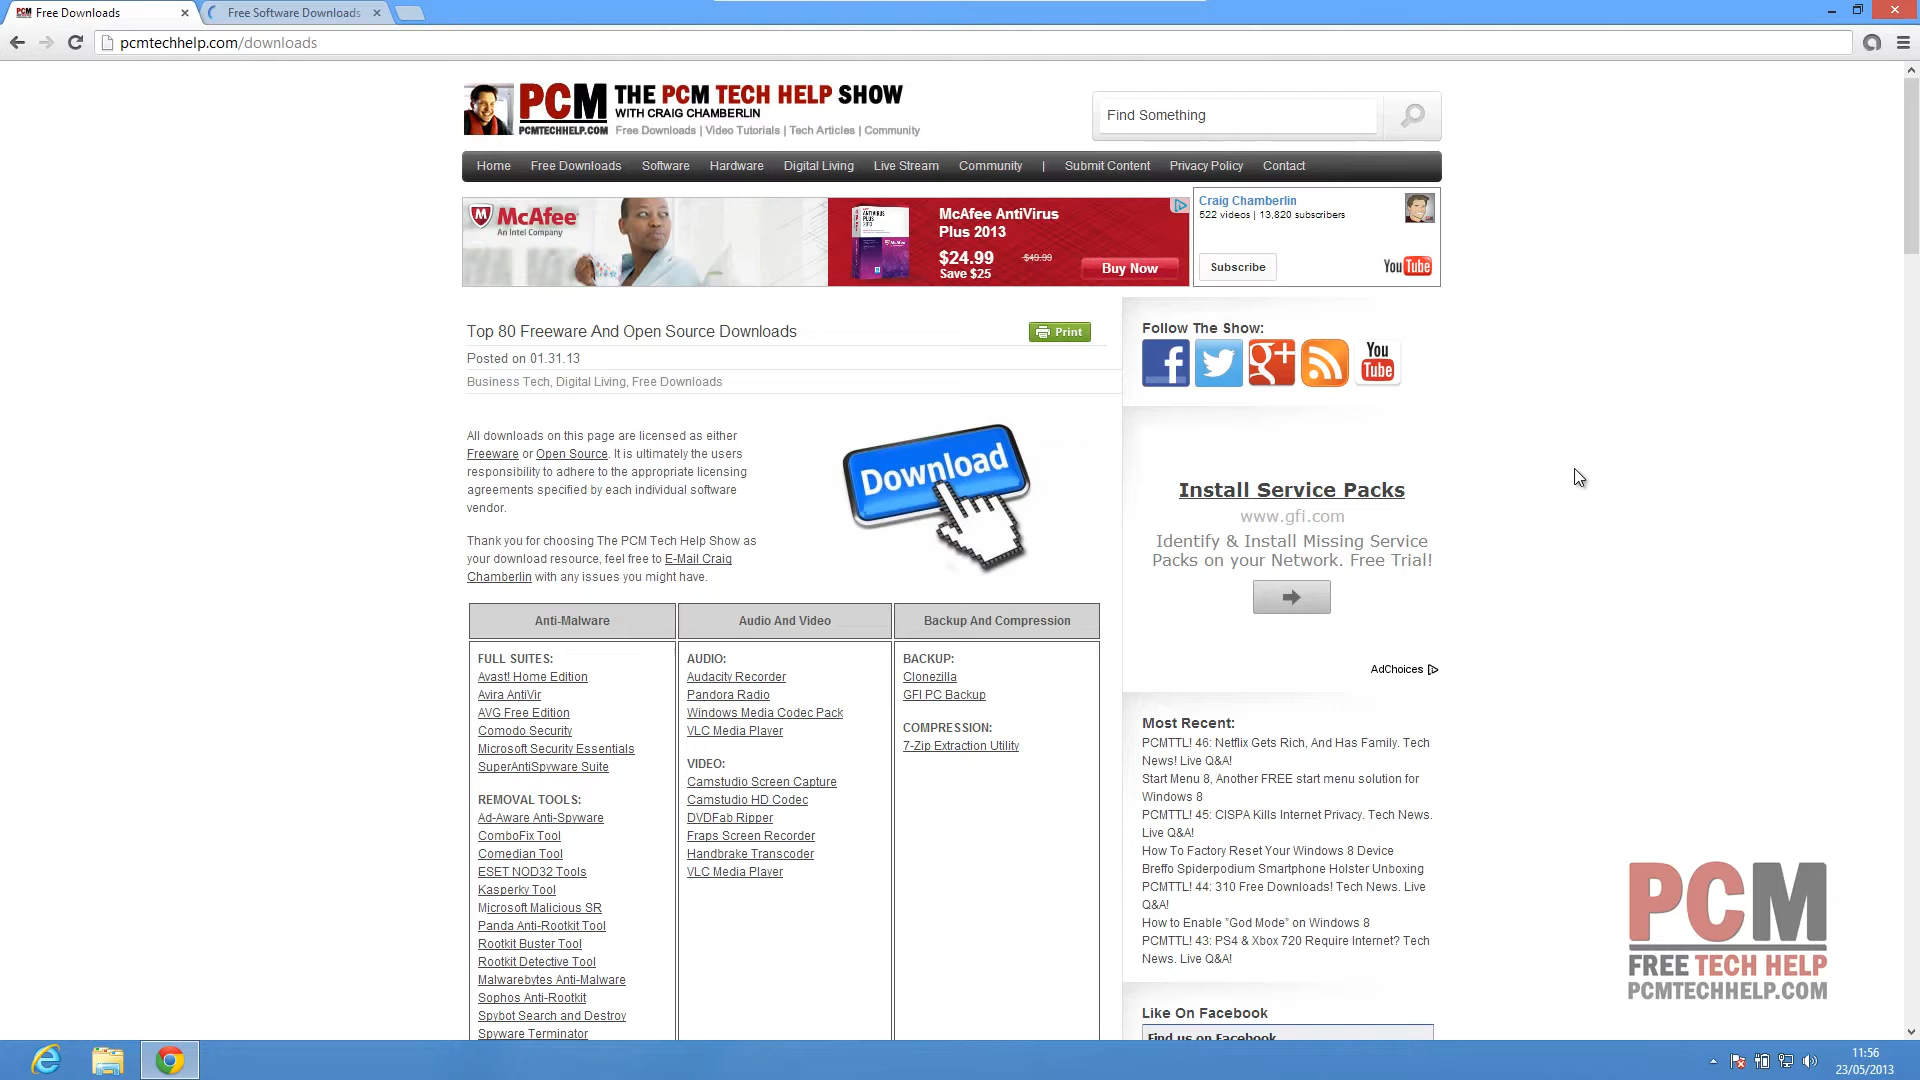 PCM Free Downloads
Free Software Downloads
pcmtechhelp.com/downloads
PCM
PCMTECHHELP.COM
THE PCM TECH HELP SHOW
WITH CRAIG CHAMBERLIN
Free Downloads | Video Tutorials | Tech Articles | Community
Find Something
Home Free Downloads Software Hardware Digital Living Live Stream Community | Submit Content Privacy Policy Contact
McAfee
An Intel Company
McAfee AntiVirus
Plus 2013
$24.99 $49.99
Save $25
Buy Now
Craig Chamberlin
522 videos | 13,820 subscribers
Subscribe
YouTube
Top 80 Freeware And Open Source Downloads
Print
Posted on 01.31.13
Business Tech, Digital Living, Free Downloads
All downloads on this page are licensed as either
Freeware or Open Source. It is ultimately the users
responsibility to adhere to the appropriate licensing
agreements specified by each individual software
vendor.
Thank you for choosing The PCM Tech Help Show as
your download resource, feel free to E-Mail Craig
Chamberlin with any issues you might have.
Download
Anti-Malware
FULL SUITES:
Avast! Home Edition
Avira AntiVir
AVG Free Edition
Comodo Security
Microsoft Security Essentials
SuperAntiSpyware Suite
REMOVAL TOOLS:
Ad-Aware Anti-Spyware
ComboFix Tool
Comedian Tool
ESET NOD32 Tools
Kasperky Tool
Microsoft Malicious SR
Panda Anti-Rootkit Tool
Rootkit Buster Tool
Rootkit Detective Tool
Malwarebytes Anti-Malware
Sophos Anti-Rootkit
Spybot Search and Destroy
Spyware Terminator
Audio And Video
AUDIO:
Audacity Recorder
Pandora Radio
Windows Media Codec Pack
VLC Media Player
VIDEO:
Camstudio Screen Capture
Camstudio HD Codec
DVDFab Ripper
Fraps Screen Recorder
Handbrake Transcoder
VLC Media Player
Backup And Compression
BACKUP:
Clonezilla
GFI PC Backup
COMPRESSION:
7-Zip Extraction Utility
Follow The Show:
You
Tube
Install Service Packs
www.gfi.com
Identify & Install Missing Service
Packs on your Network. Free Trial!
AdChoices
Most Recent:
PCMTTL! 46: Netflix Gets Rich, And Has Family. Tech
News! Live Q&A!
Start Menu 8, Another FREE start menu solution for
Windows 8
PCMTTL! 45: CISPA Kills Internet Privacy. Tech News.
Live Q&A!
How To Factory Reset Your Windows 8 Device
Breffo Spiderpodium Smartphone Holster Unboxing
PCMTTL! 44: 310 Free Downloads! Tech News. Live
Q&A!
How to Enable "God Mode" on Windows 8
PCMTTL! 43: PS4 & Xbox 720 Require Internet? Tech
News. Live Q&A!
Like On Facebook
Find us on Facebook
PCM
FREE TECH HELP
PCMTECHHELP.COM
11:56
23/05/2013